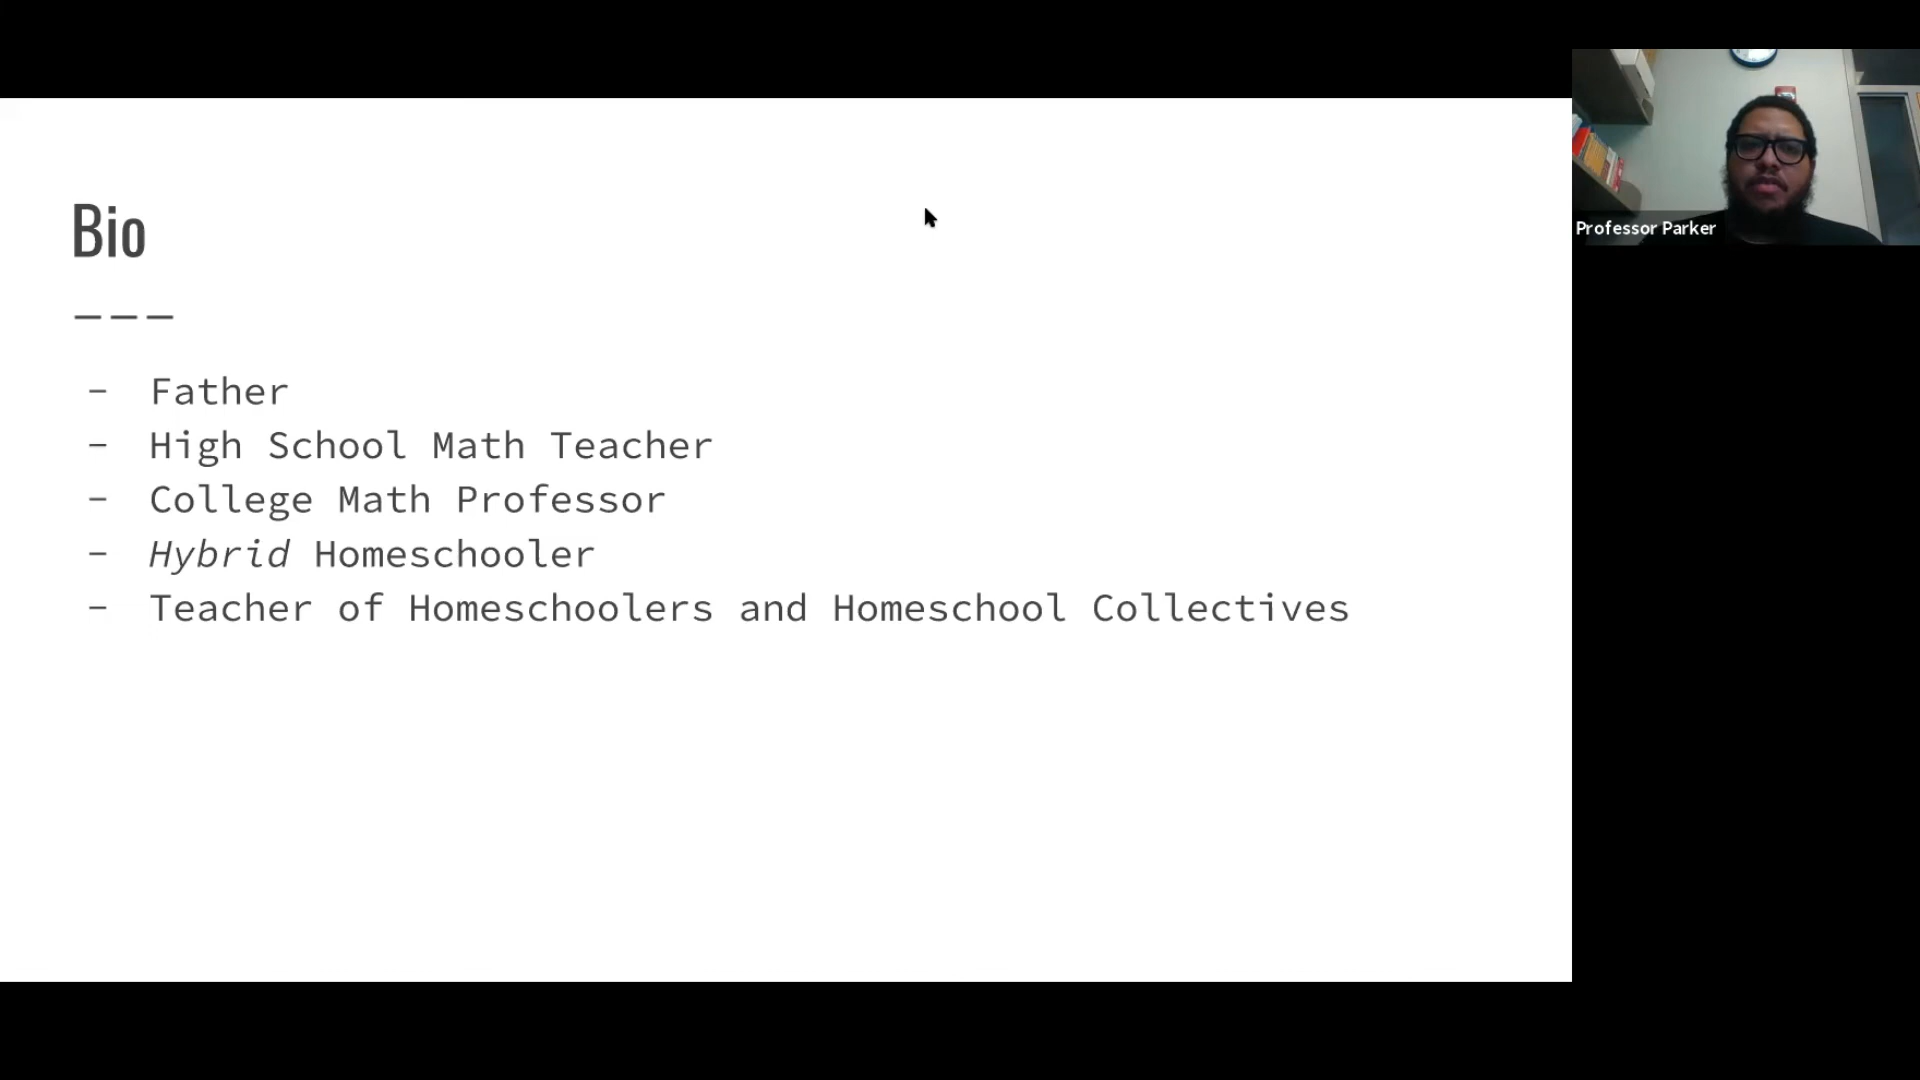 Bio
– Father
– High School Math Teacher
– College Math Professor
– Hybrid Homeschooler
– Teacher of Homeschoolers and Homeschool Collectives
Professor Parker